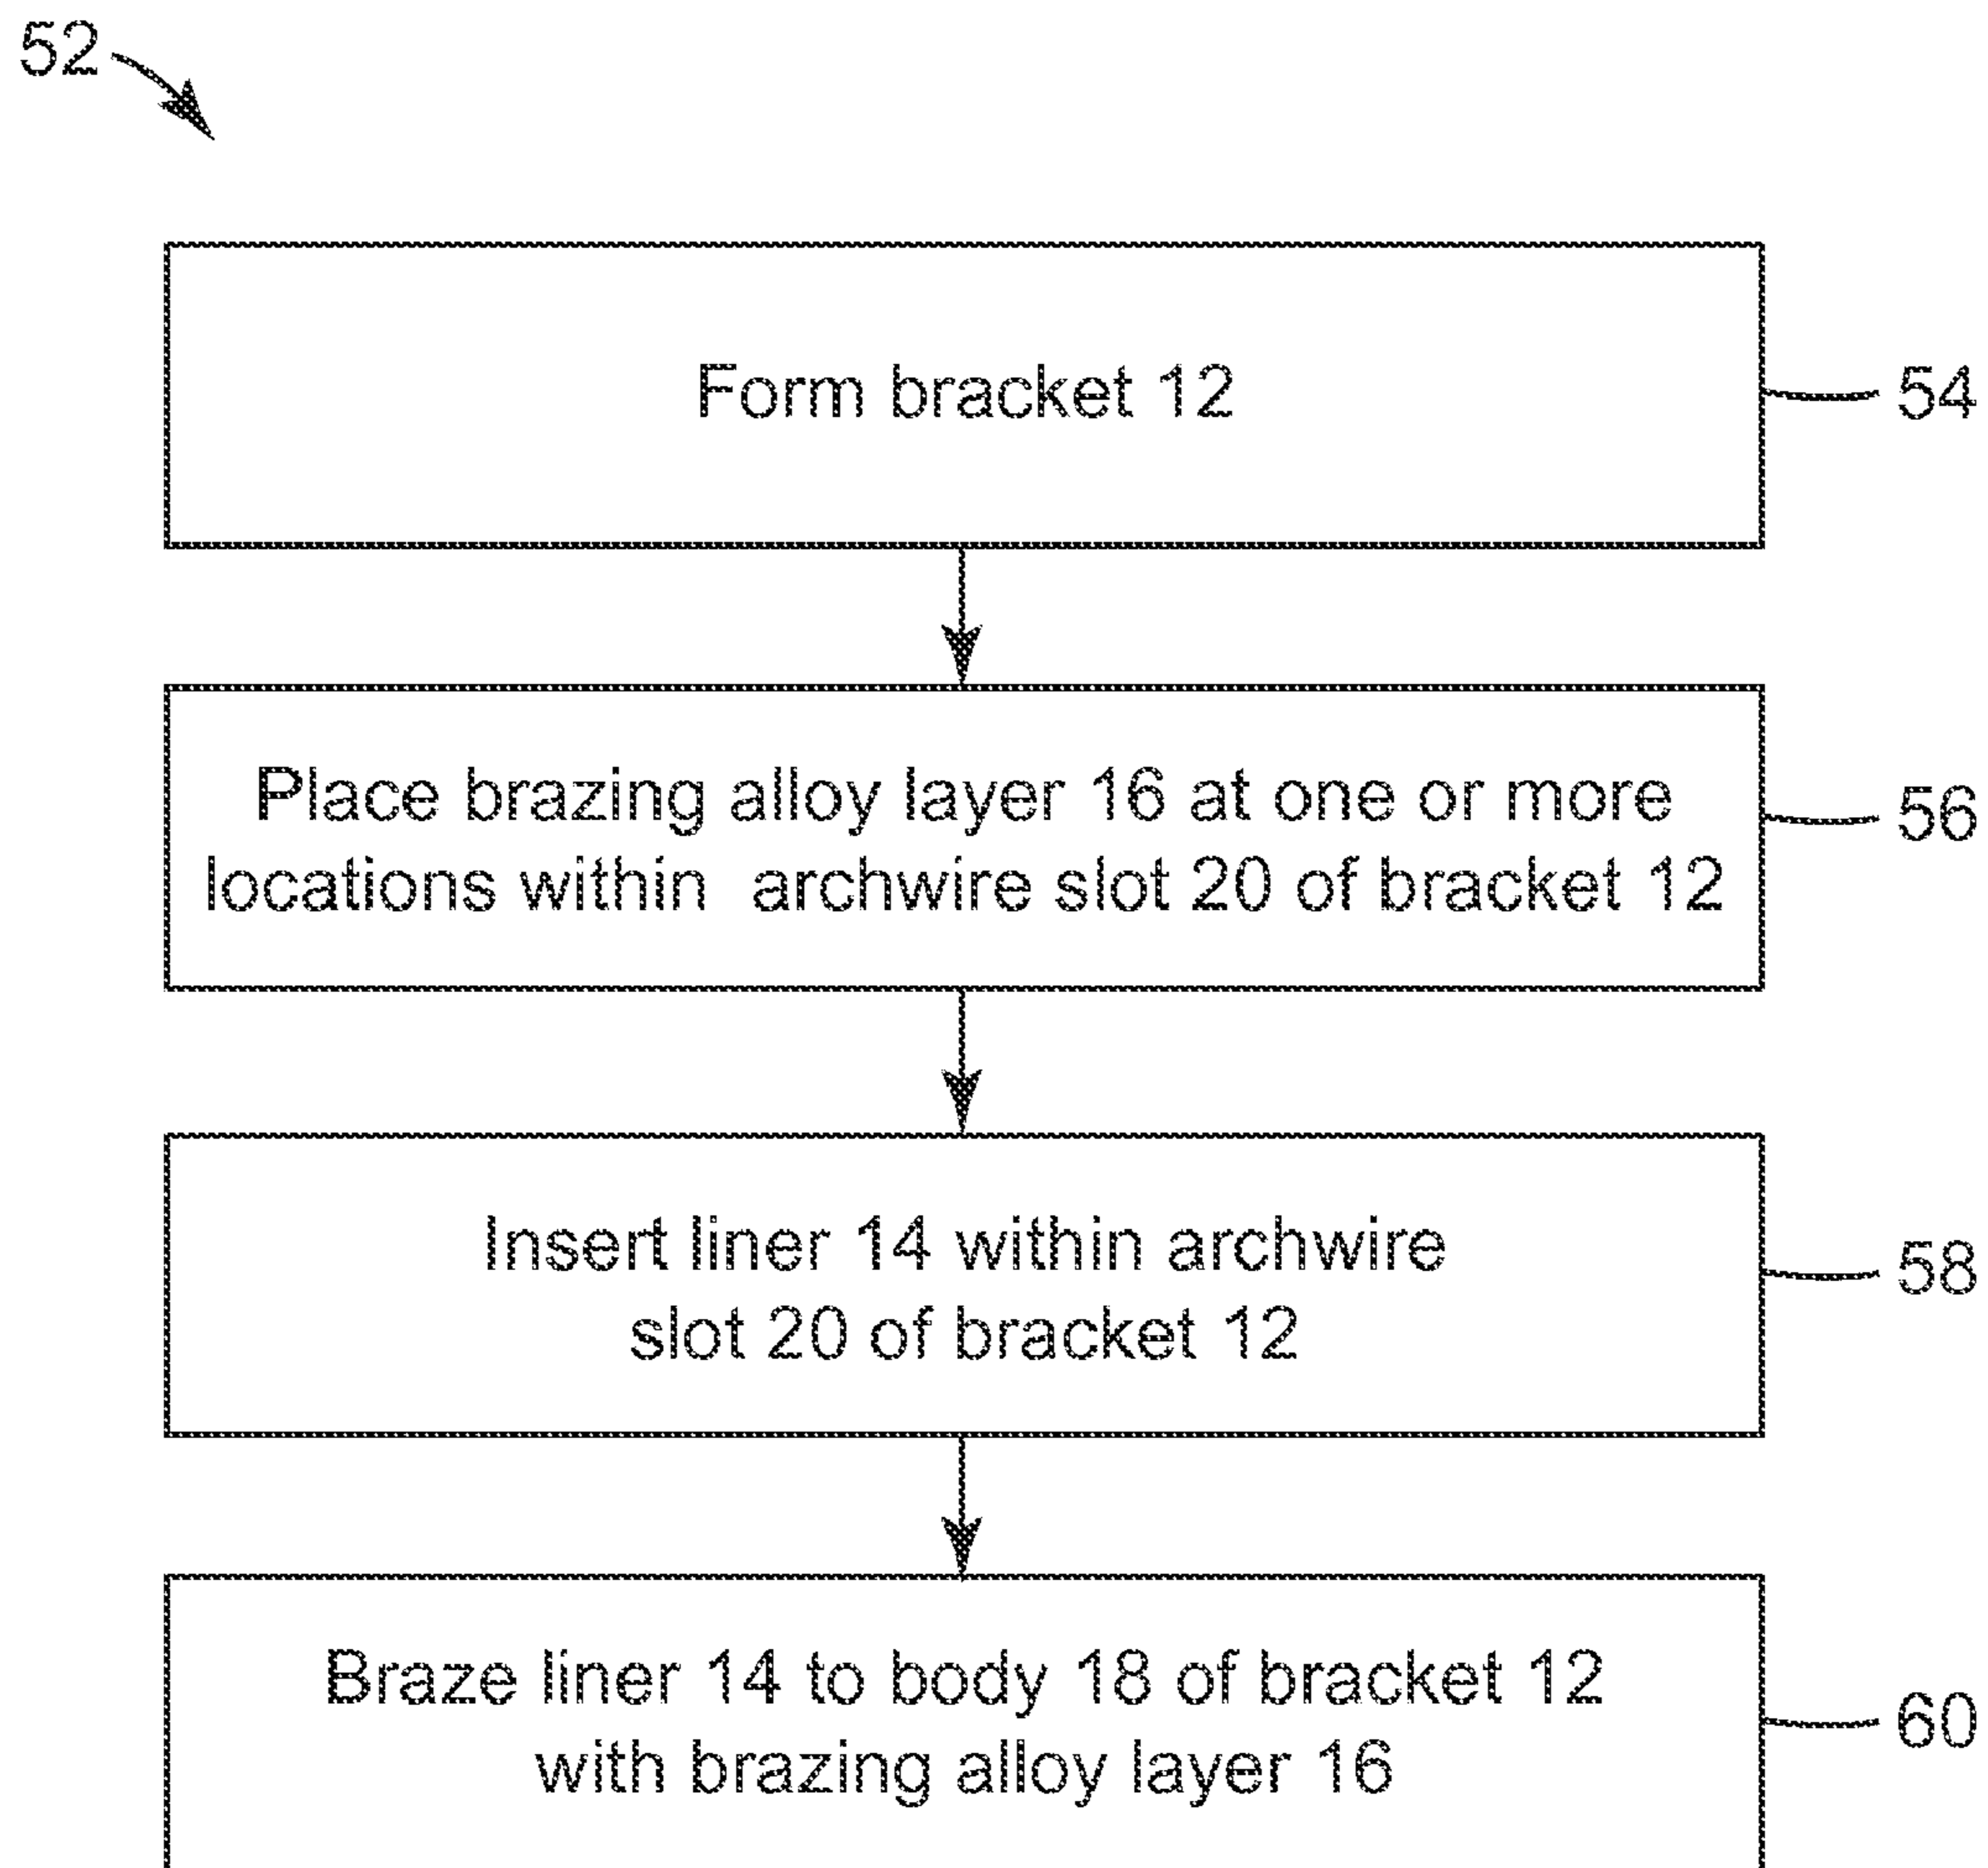 52
Form bracket 12
54
Place brazing alloy layer 16 at one or more
locations within archwire slot 20 of bracket 12
56
Insert liner 14 within archwire
slot 20 of bracket 12
58
Braze liner 14 to body 18 of bracket 12
with brazing alloy layer 16
60